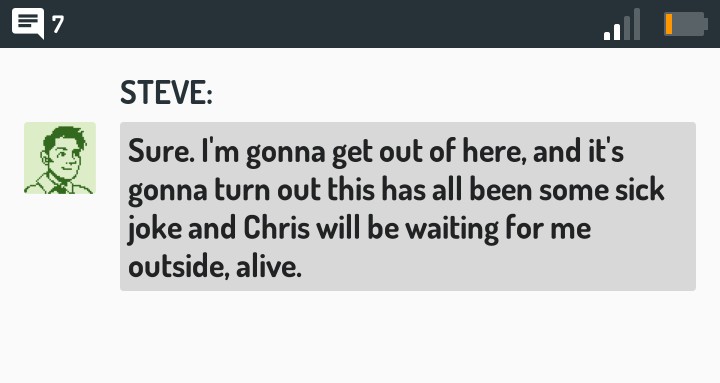 7
STEVE:
Sure. I'm gonna get out of here, and it's
gonna turn out this has all been some sick
joke and Chris will be waiting for me
outside, alive.